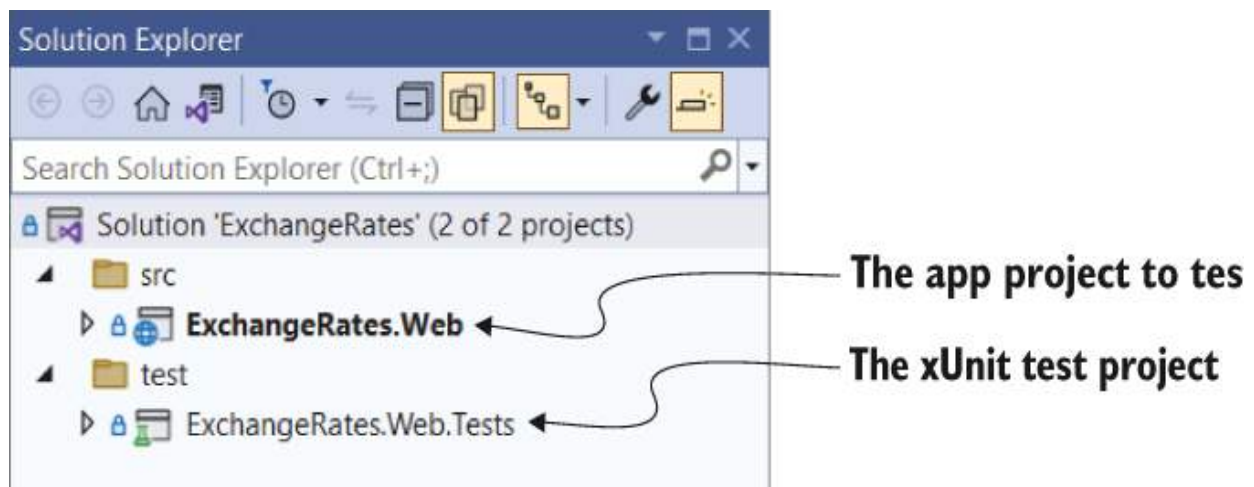 Solution Explorer
Search Solution Explorer (Ctrl+;)
Solution 'ExchangeRates' (2 of 2 projects)
src
The app project to tes
ExchangeRates.Web
The xUnit test project
test
ExchangeRates.Web.Tests